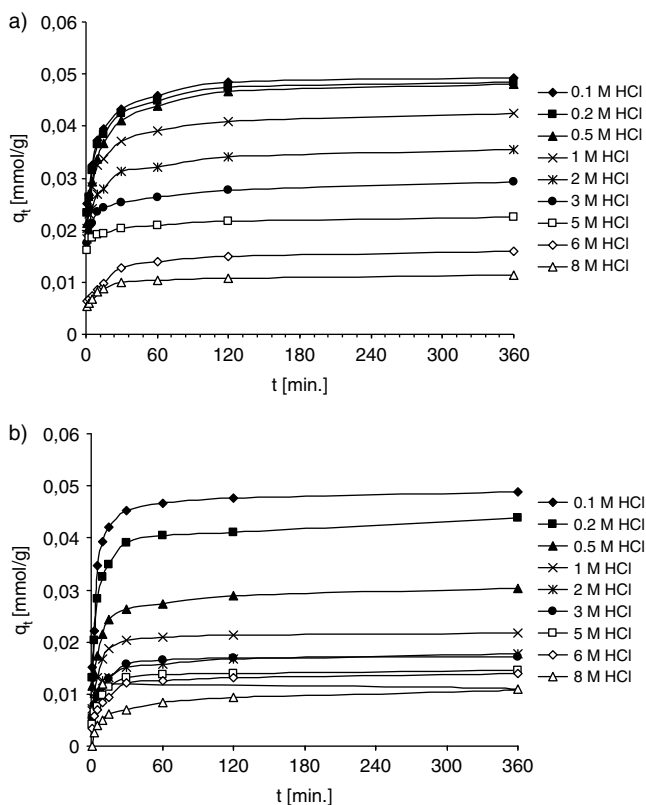 a)
0,06
0,05
0,04
0,03
0,02
0,01
0
qt [mmol/g]
0 60 120 180 240 300 360
t [min.]
0.1 M HCl
0.2 M HCl
0.5 M HCl
1 M HCl
2 M HCl
3 M HCl
5 M HCl
6 M HCl
8 M HCl
b)
0,06
0,05
0,04
0,03
0,02
0,01
0
qt [mmol/g]
0 60 120 180 240 300 360
t [min.]
0.1 M HCl
0.2 M HCl
0.5 M HCl
1 M HCl
2 M HCl
3 M HCl
5 M HCl
6 M HCl
8 M HCl